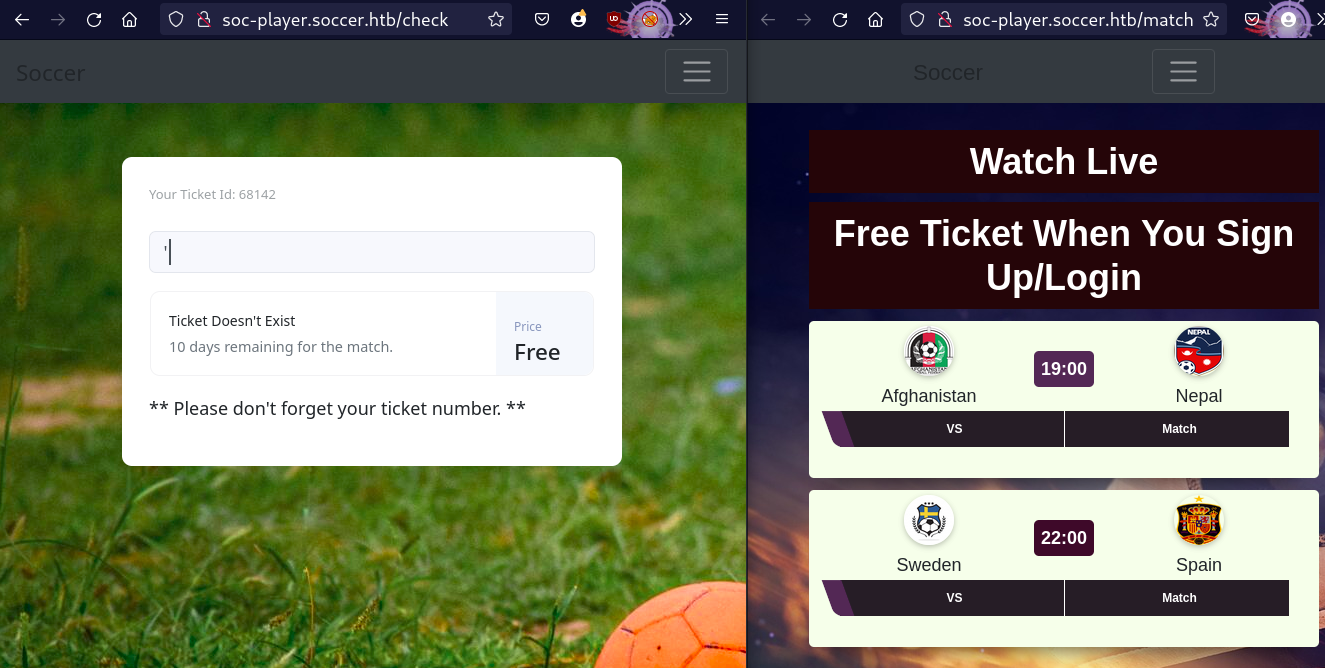 soc-player.soccer.htb/check
Soccer
Your Ticket Id: 68142
'
Ticket Doesn't Exist
10 days remaining for the match.
Price
Free
** Please don't forget your ticket number. **
soc-player.soccer.htb/match
Soccer
Watch Live
Free Ticket When You Sign
Up/Login
NEPAL
19:00
Afghanistan
Nepal
VS
Match
22:00
Sweden
Spain
VS
Match